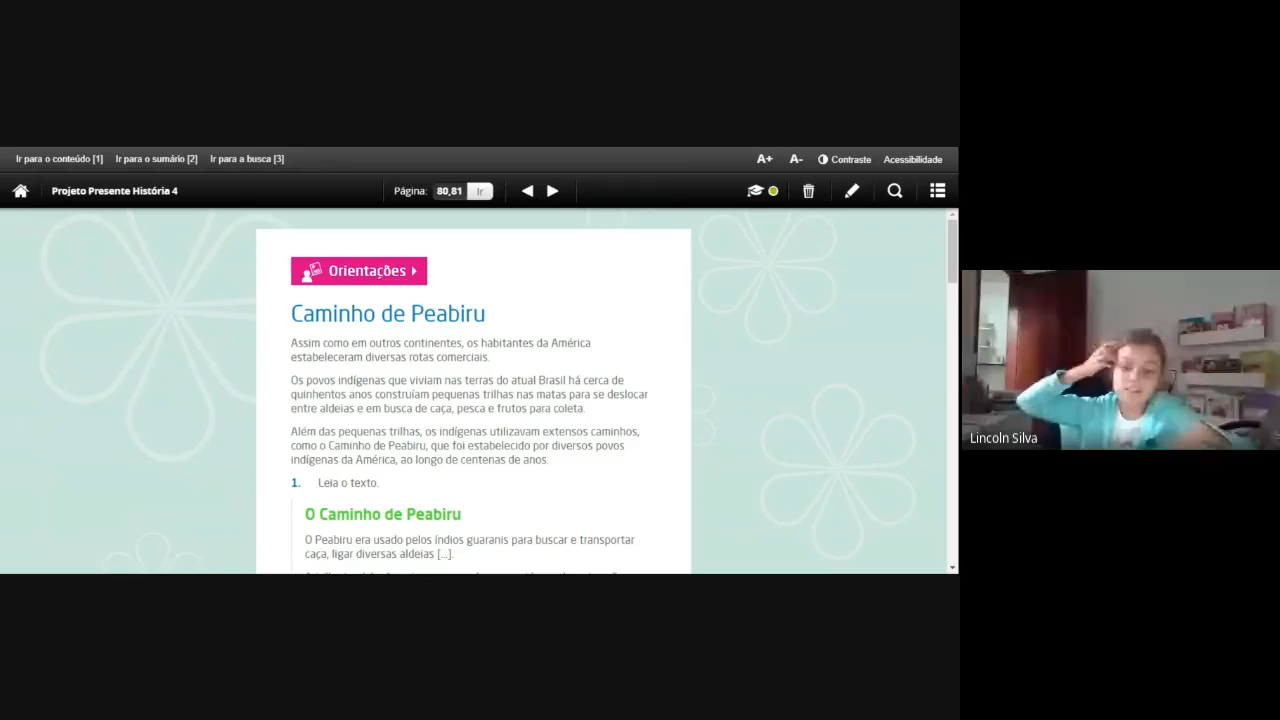 Ir para o conteúdo [1] Ir para o sumário [2] Ir para a busca [3] A+ A- Contraste Acessibilidade
Projeto Presente História 4 Página: 80,81 Ir
Orientações
Caminho de Peabiru
Assim como em outros continentes, os habitantes da América
estabeleceram diversas rotas comerciais.
Os povos indígenas que viviam nas terras do atual Brasil há cerca de
quinhentos anos construíam pequenas trilhas nas matas para se deslocar
entre aldeias e em busca de caça, pesca e frutos para coleta.
Além das pequenas trilhas, os indígenas utilizavam extensos caminhos,
como o Caminho de Peabiru, que foi estabelecido por diversos povos
indígenas da América, ao longo de centenas de anos.
1. Leia o texto.
O Caminho de Peabiru
O Peabiru era usado pelos índios guaranis para buscar e transportar
caça, ligar diversas aldeias [...].
Lincoln Silva